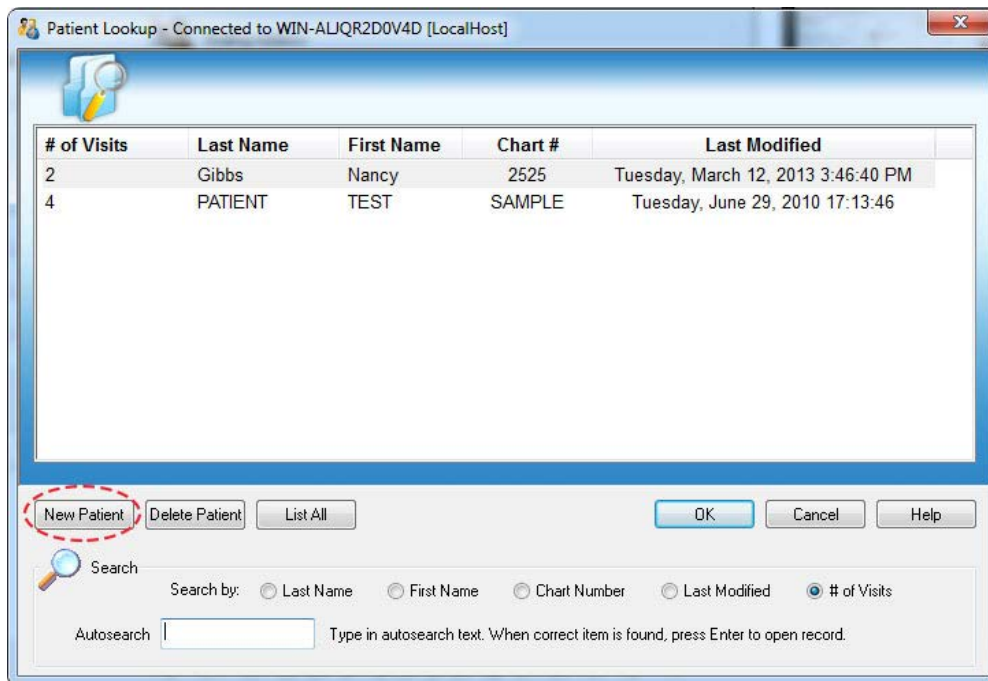 Patient Lookup - Connected to WIN-ALJQR2D0V4D [LocalHost]
# of Visits Last Name First Name Chart # Last Modified
2 Gibbs Nancy 2525 Tuesday, March 12, 2013 3:46:40 PM
4 PATIENT TEST SAMPLE Tuesday, June 29, 2010 17:13:46
New Patient Delete Patient List All OK Cancel Help
Search
Search by: Last Name First Name Chart Number Last Modified # of Visits
Autosearch Type in autosearch text. When correct item is found, press Enter to open record.